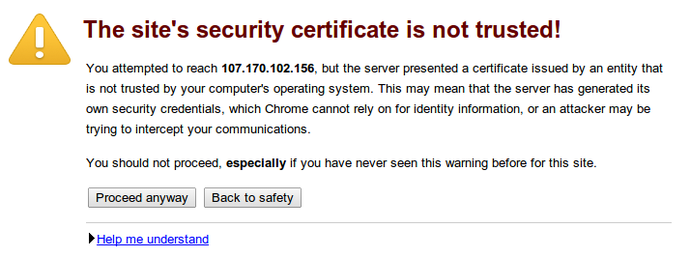 The site's security certificate is not trusted!
You attempted to reach 107.170.102.156, but the server presented a certificate issued by an entity that
is not trusted by your computer's operating system. This may mean that the server has generated its
own security credentials, which Chrome cannot rely on for identity information, or an attacker may be
trying to intercept your communications.
You should not proceed, especially if you have never seen this warning before for this site.
Proceed anyway Back to safety
Help me understand